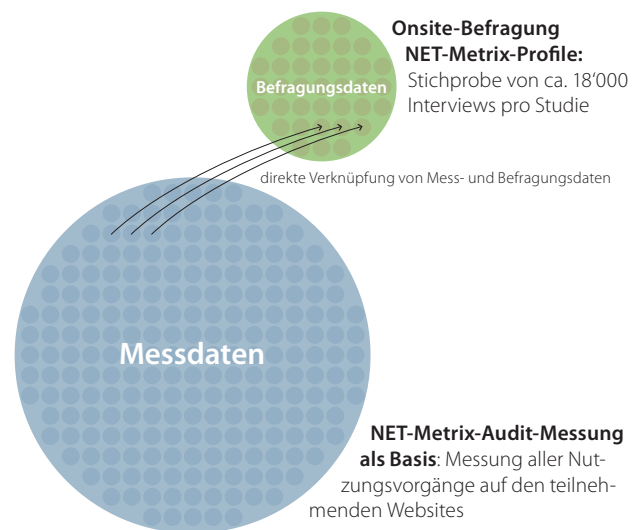 Onsite-Befragung
NET-Metrix-Profile:
Stichprobe von ca. 18‘000
Interviews pro Studie
Befragungsdaten
direkte Verknüpfung von Mess- und Befragungsdaten
Messdaten
NET-Metrix-Audit-Messung
als Basis: Messung aller Nut-
zungsvorgänge auf den teilneh-
menden Websites